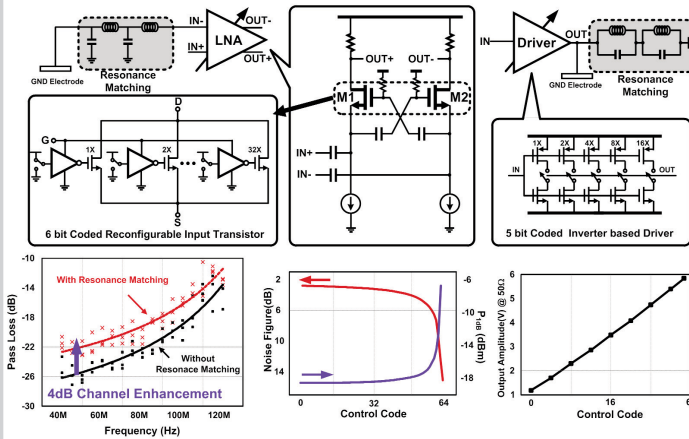 IN-
IN+
LNA
OUT-
OUT+
GND Electrode
Resonance
Matching
OUT+
OUT-
M1
M2
IN+
IN-
IN
Driver
OUT
GND Electrode
Resonance
Matching
D
G
1X
2X
32X
S
6 bit Coded Reconfigurable Input Transistor
1X
2X
4X
8X
16X
IN
OUT
5 bit Coded Inverter based Driver
Pass Loss (dB)
-10
-14
-18
-22
-26
-30
With Resonance Matching
Without
Resonace Matching
4dB Channel Enhancement
40M
60M
80M
100M
120M
Frequency (Hz)
Noise Figure(dB)
2
6
10
14
-6
-10
-14
-18
P1dB (dBm)
0
32
64
Control Code
Output Amplitude(V) @ 50Ω
6
5
4
3
2
1
0
16
Control Code